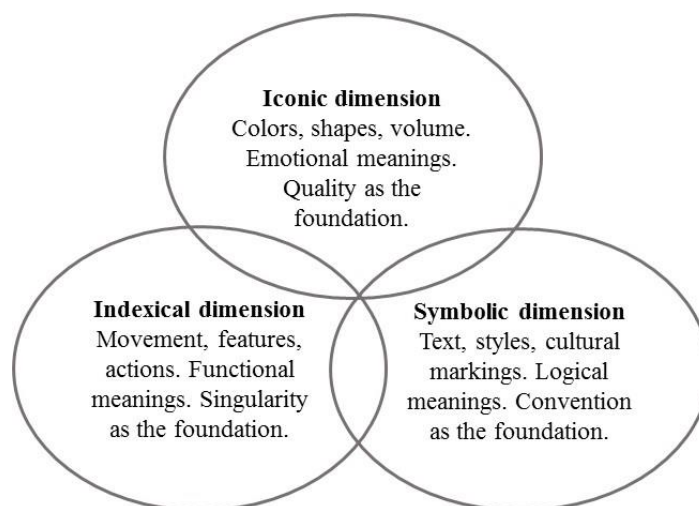 Iconic dimension
Colors, shapes, volume.
Emotional meanings.
Quality as the
foundation.
Indexical dimension
Movement, features,
actions. Functional
meanings. Singularity
as the foundation.
Symbolic dimension
Text, styles, cultural
markings. Logical
meanings. Convention
as the foundation.